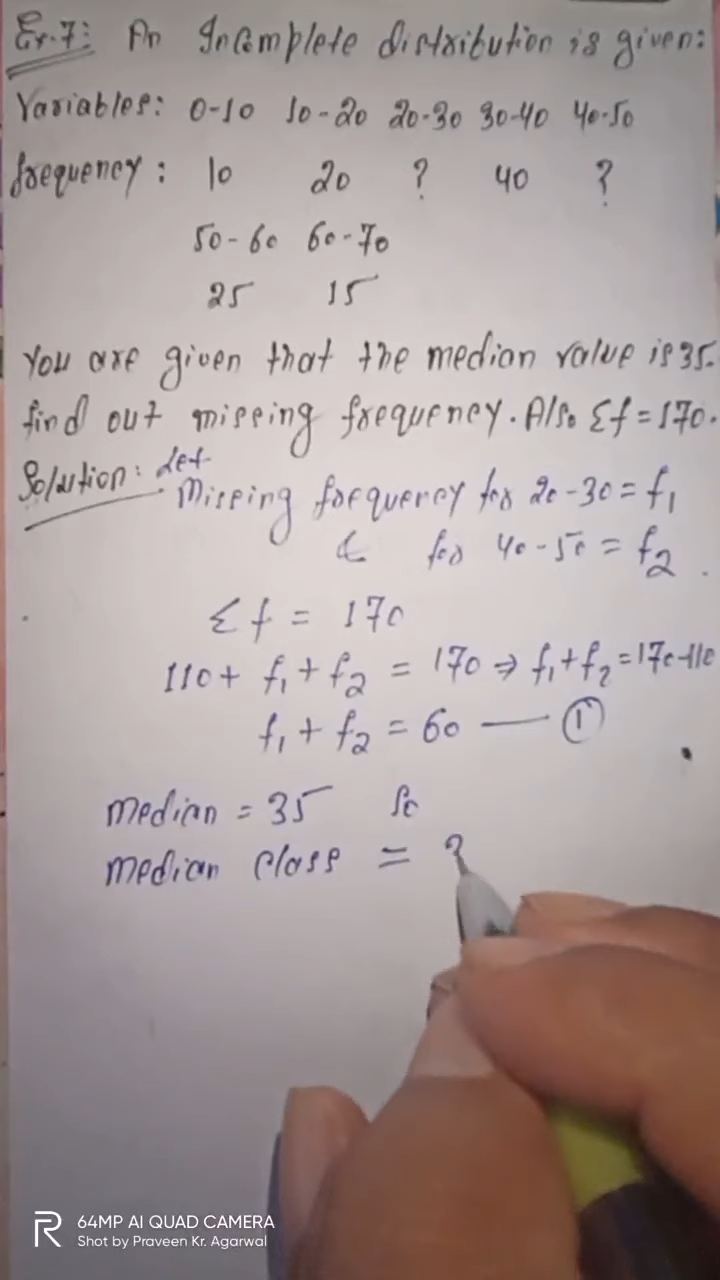 Ex.7: An Incomplete distribution is given:
Variables: 0-10 10-20 20-30 30-40 40-50
frequency: 10 20 ? 40 ?
50-60 60-70
25 15
You are given that the median value is 35.
find out missing frequency. Also Σf = 170.
Solution: Let
Missing frequency for 20-30 = f₁
& for 40-50 = f₂.
Σf = 170
110 + f₁ + f₂ = 170 ⇒ f₁+f₂ = 170-110
f₁ + f₂ = 60 — ①
median = 35 So
median class =
64MP AI QUAD CAMERA
Shot by Praveen Kr. Agarwal